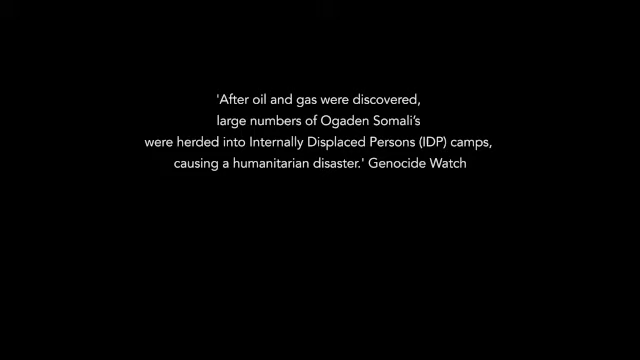 'After oil and gas were discovered,
large numbers of Ogaden Somali’s
were herded into Internally Displaced Persons (IDP) camps,
causing a humanitarian disaster.' Genocide Watch